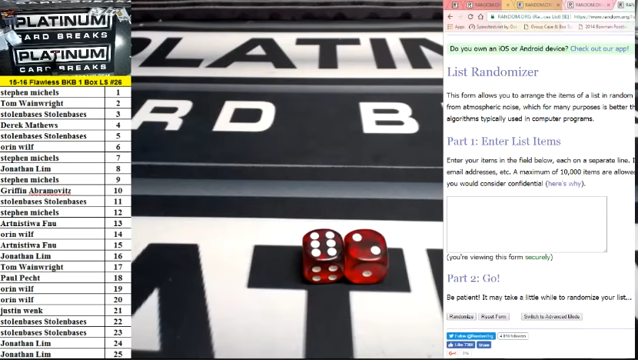 PLATINUM
CARD BREAKS
PLATINUM
CARD BREAKS
15-16 Flawless BKB 1 Box LS #26
stephen michels 1
Tom Wainwright 2
stolenbases Stolenbases 3
Derek Mathews 4
stolenbases Stolenbases 5
orin wilf 6
stephen michels 7
Jonathan Lim 8
stephen michels 9
Griffin Abramovitz 10
stolenbases Stolenbases 11
stephen michels 12
Artnistiwa Fnu 13
orin wilf 14
Artnistiwa Fnu 15
Jonathan Lim 16
Tom Wainwright 17
Paul Pecht 18
orin wilf 19
orin wilf 20
justin wenk 21
stolenbases Stolenbases 22
stolenbases Stolenbases 23
Jonathan Lim 24
Jonathan Lim 25
PLATIN
RD B
Do you own an iOS or Android device? Check out our app!
List Randomizer
This form allows you to arrange the items of a list in random
from atmospheric noise, which for many purposes is better th
algorithms typically used in computer programs.
Part 1: Enter List Items
Enter your items in the field below, each on a separate line. I
email addresses, etc. A maximum of 10,000 items are allowe
you would consider confidential (here's why).
(you're viewing this form securely)
Part 2: Go!
Be patient! It may take a little while to randomize your list...
Randomize Reset Form Switch to Advanced Mode
Share